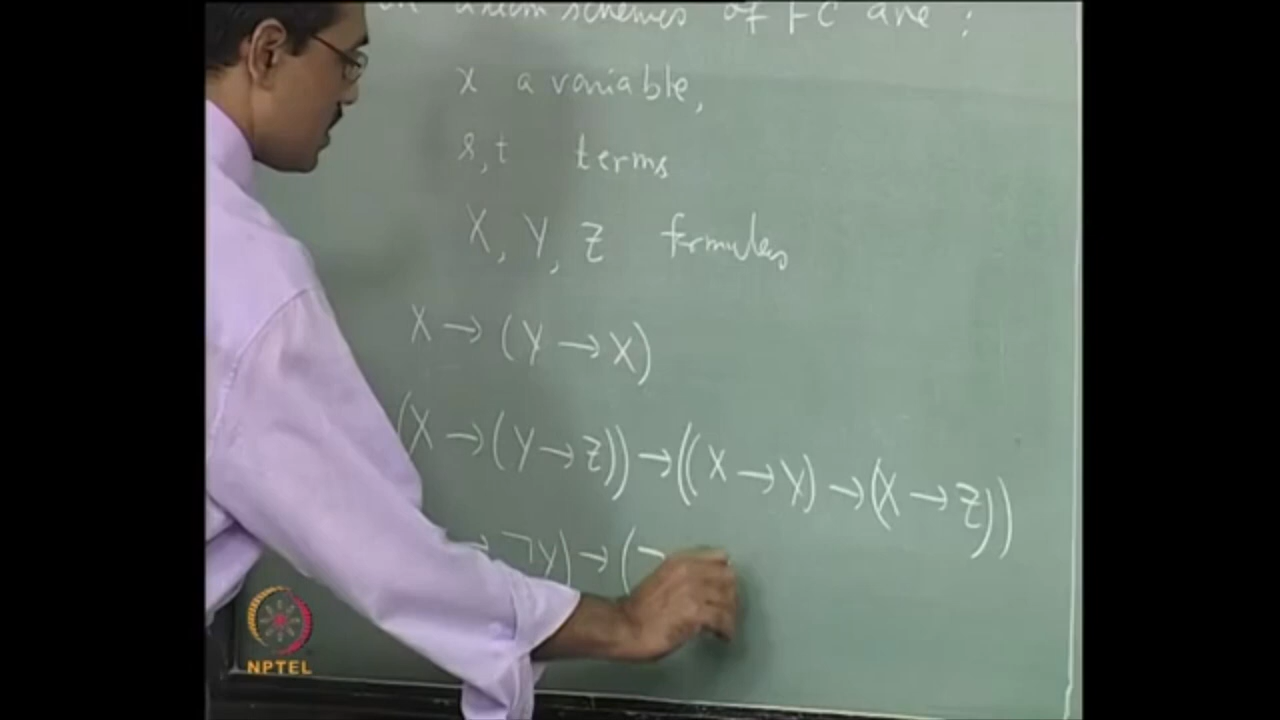 axiom schemes of FC are :
x a variable,
s, t terms
X, Y, Z formulas
X → (Y → X)
(X → (Y → Z)) → ((X → Y) → (X → Z))
→ ¬Y) → (¬
NPTEL